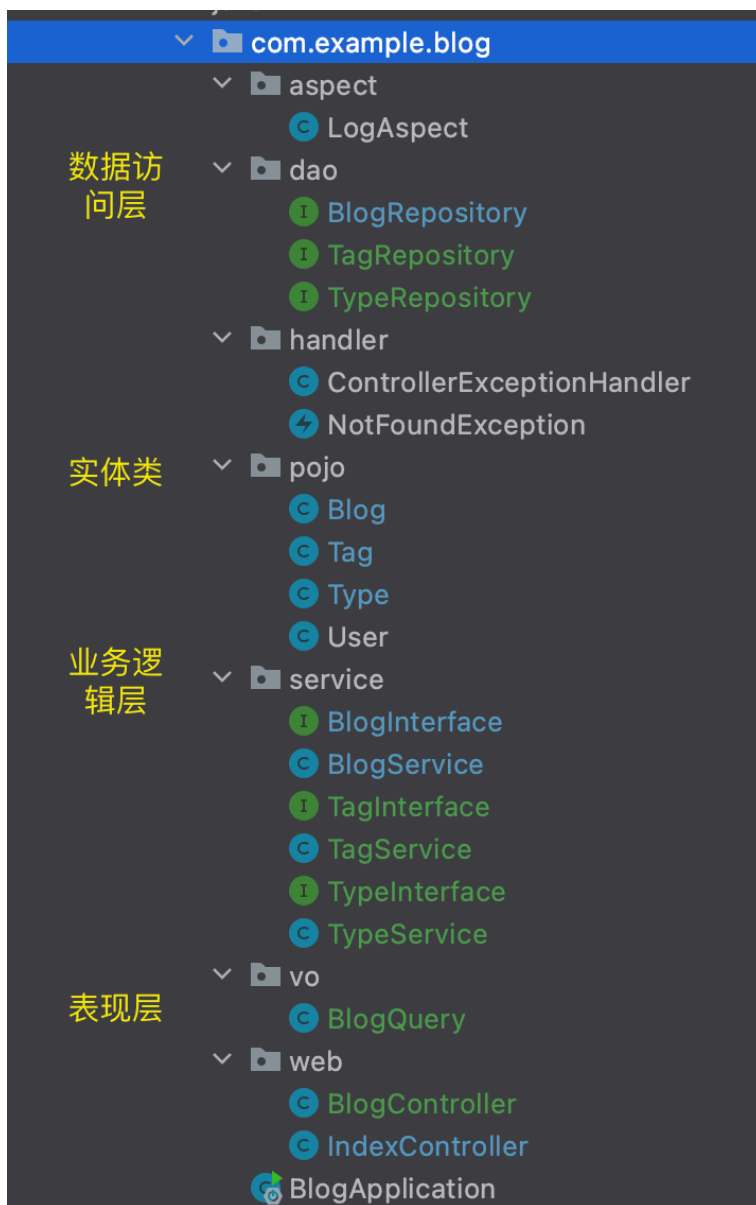 com.example.blog
aspect
LogAspect
数据访
问层
dao
BlogRepository
TagRepository
TypeRepository
handler
ControllerExceptionHandler
NotFoundException
实体类
pojo
Blog
Tag
Type
User
业务逻
辑层
service
BlogInterface
BlogService
TagInterface
TagService
TypeInterface
TypeService
表现层
vo
BlogQuery
web
BlogController
IndexController
BlogApplication